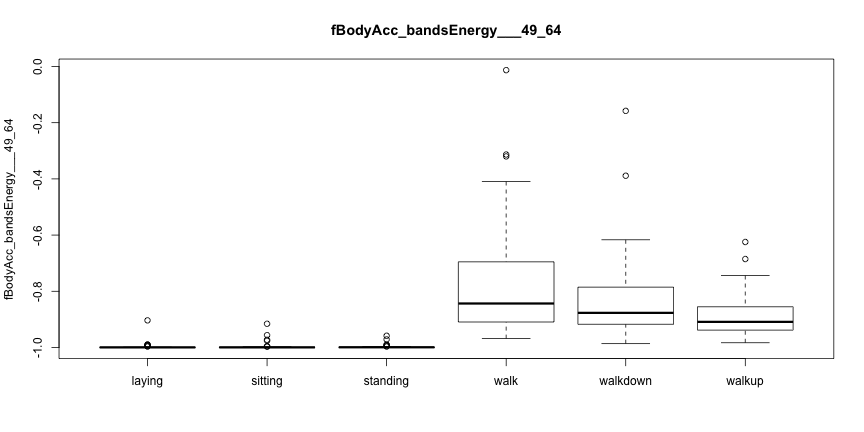 fBodyAcc_bandsEnergy___49_64
fBodyAcc_bandsEnergy___49_64
0.0
-0.2
-0.4
-0.6
-0.8
-1.0
laying sitting standing walk walkdown walkup